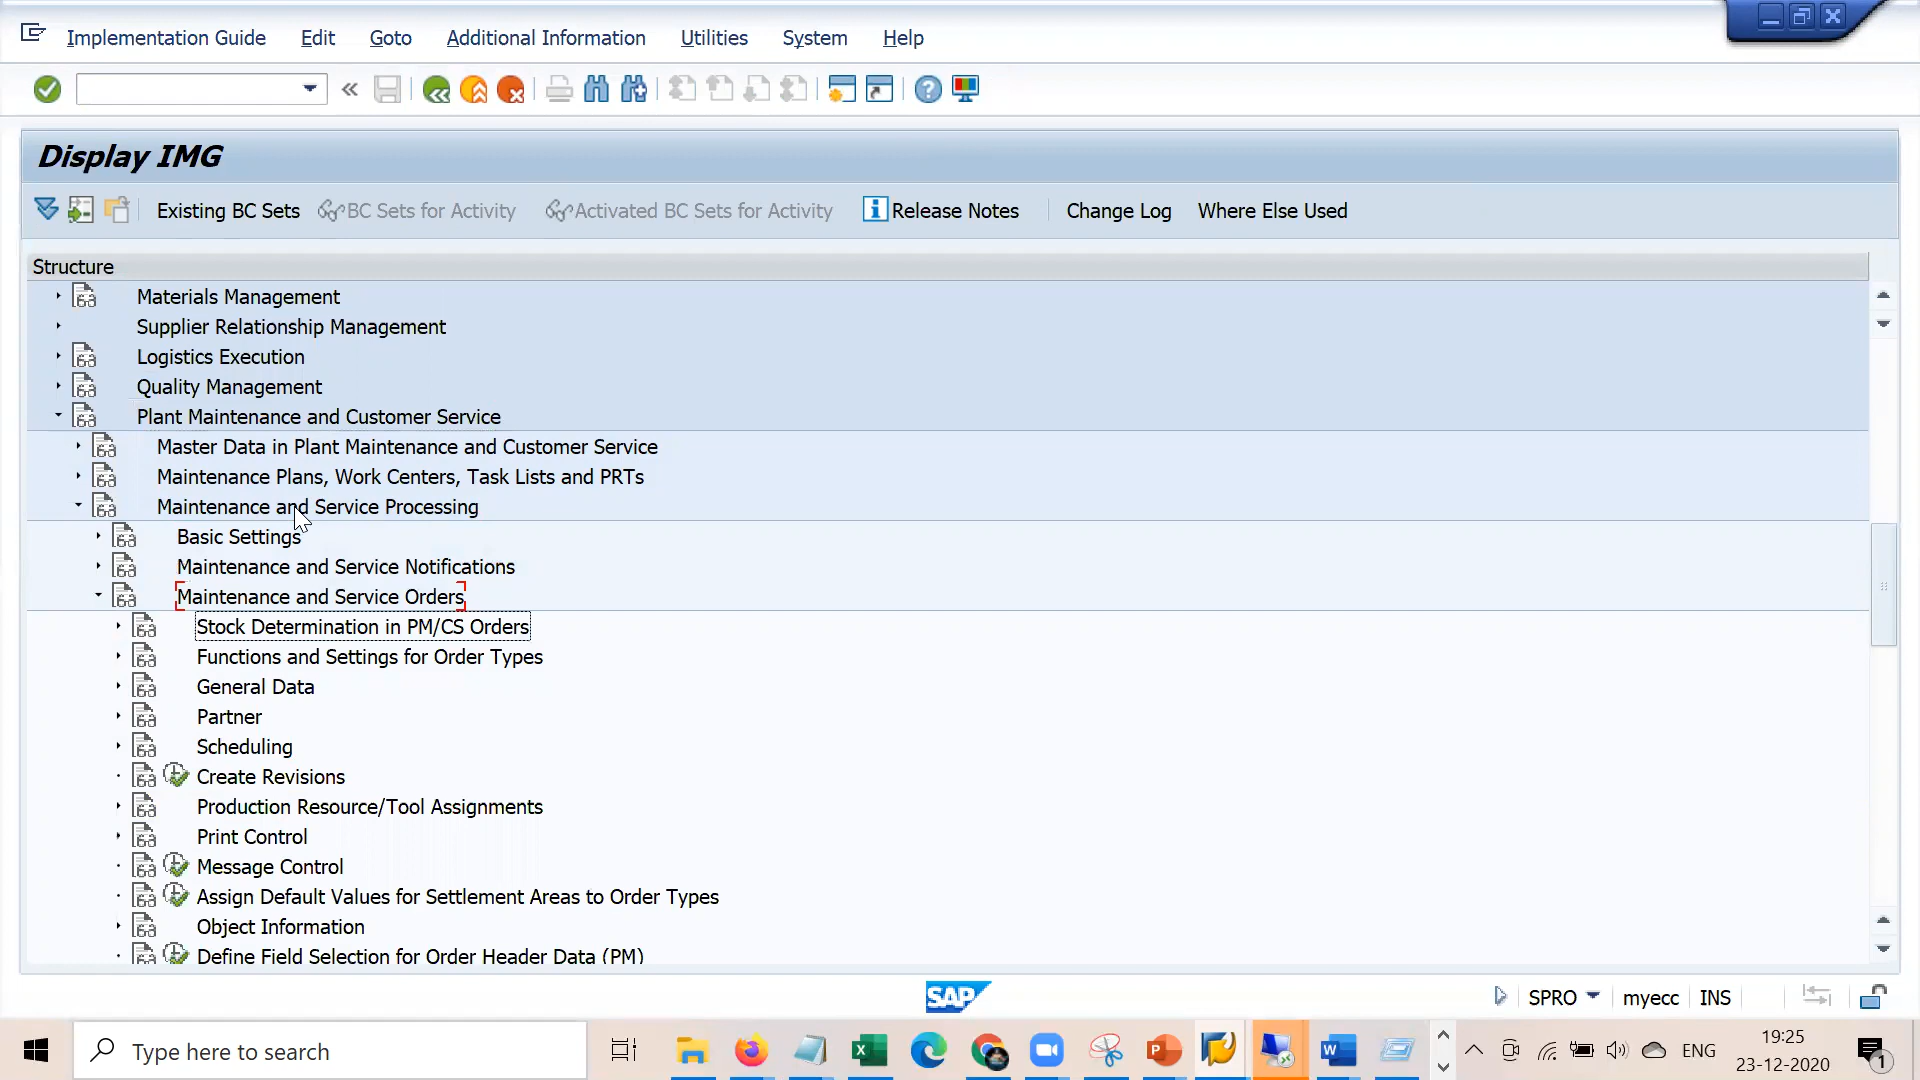 Implementation Guide Edit Goto Additional Information Utilities System Help
Display IMG
Existing BC Sets BC Sets for Activity Activated BC Sets for Activity Release Notes Change Log Where Else Used
Structure
Materials Management
Supplier Relationship Management
Logistics Execution
Quality Management
Plant Maintenance and Customer Service
Master Data in Plant Maintenance and Customer Service
Maintenance Plans, Work Centers, Task Lists and PRTs
Maintenance and Service Processing
Basic Settings
Maintenance and Service Notifications
Maintenance and Service Orders
Stock Determination in PM/CS Orders
Functions and Settings for Order Types
General Data
Partner
Scheduling
Create Revisions
Production Resource/Tool Assignments
Print Control
Message Control
Assign Default Values for Settlement Areas to Order Types
Object Information
Define Field Selection for Order Header Data (PM)
SAP SPRO myecc INS
Type here to search ENG 19:25
23-12-2020 1